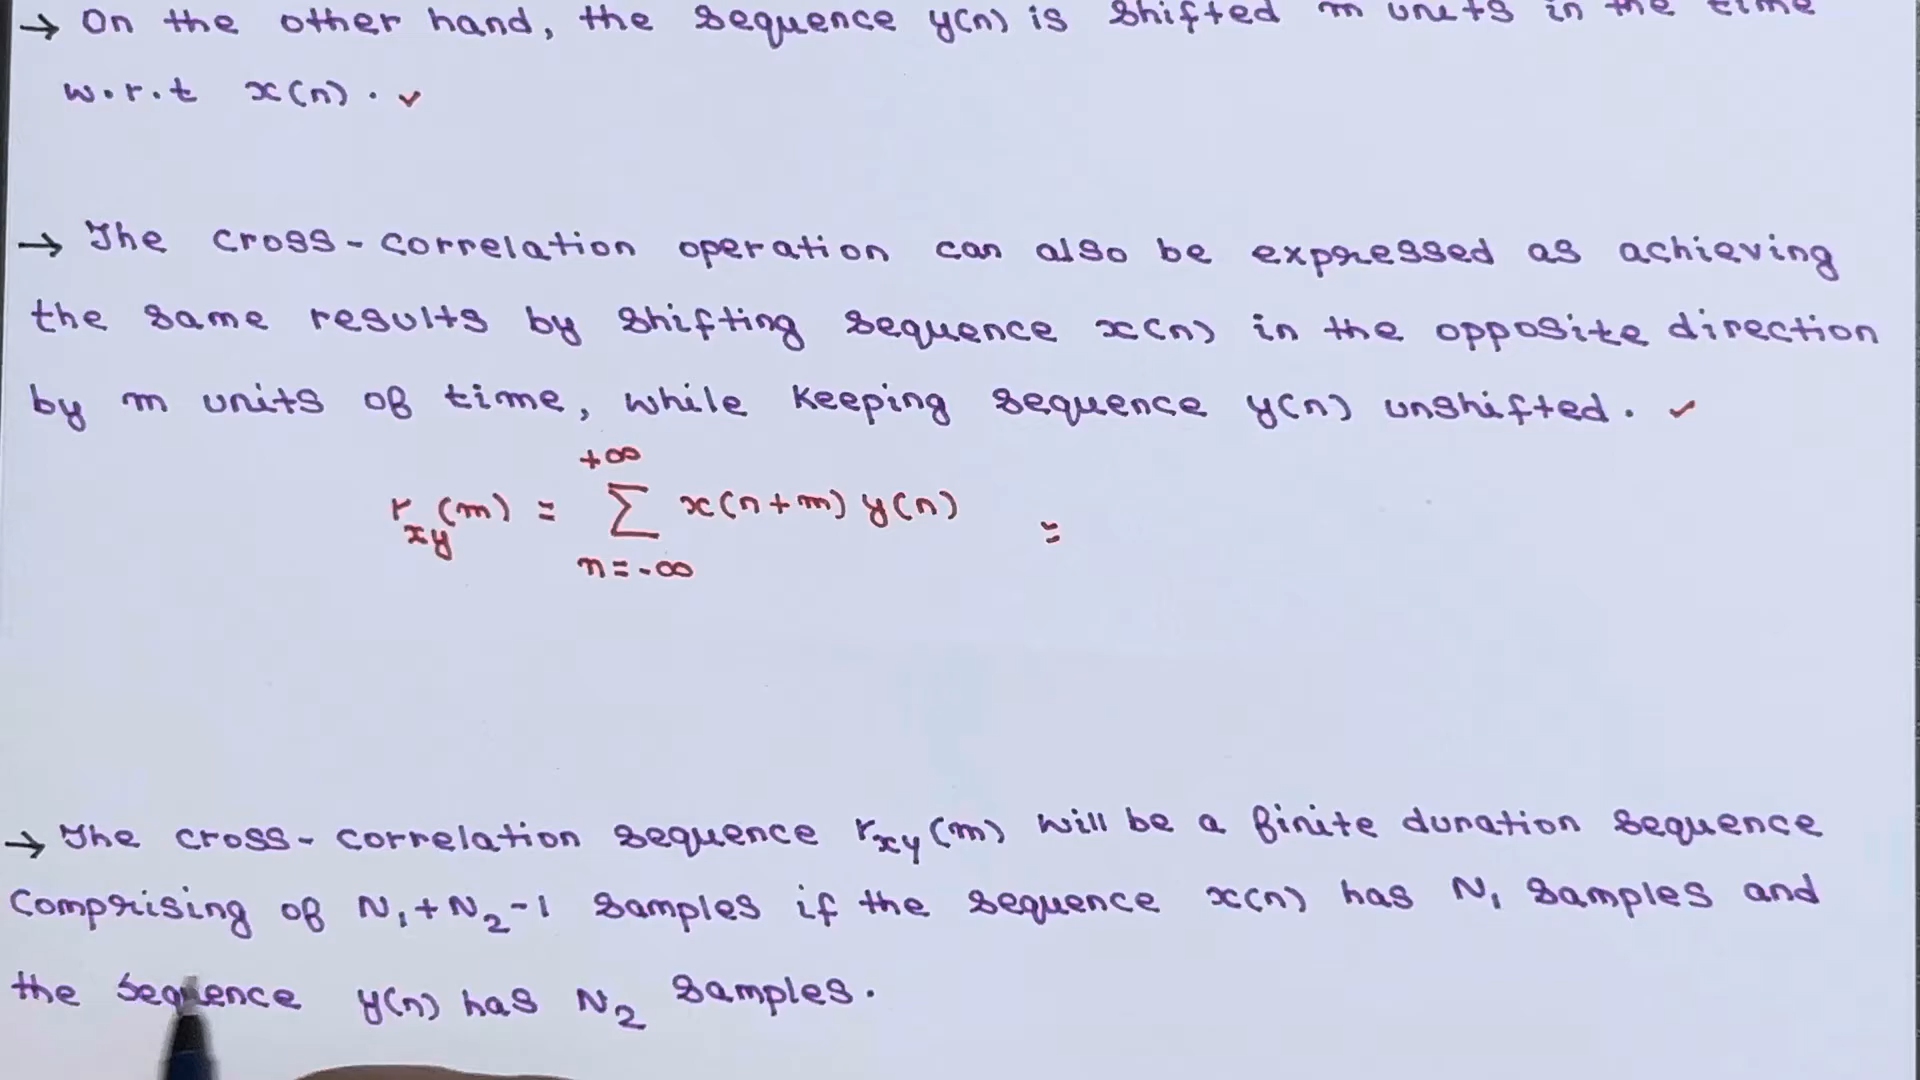 → On the other hand, the sequence y(n) is shifted m units in the time
w.r.t x(n). ✓
→ The cross-correlation operation can also be expressed as achieving
the same results by shifting sequence x(n) in the opposite direction
by m units of time, while keeping sequence y(n) unshifted. ✓
+∞
r_xy(m) = ∑ x(n+m) y(n) =
n=-∞
→ The cross-correlation sequence r_xy(m) will be a finite duration sequence
Comprising of N₁+N₂-1 samples if the sequence x(n) has N₁ samples and
the sequence y(n) has N₂ samples.